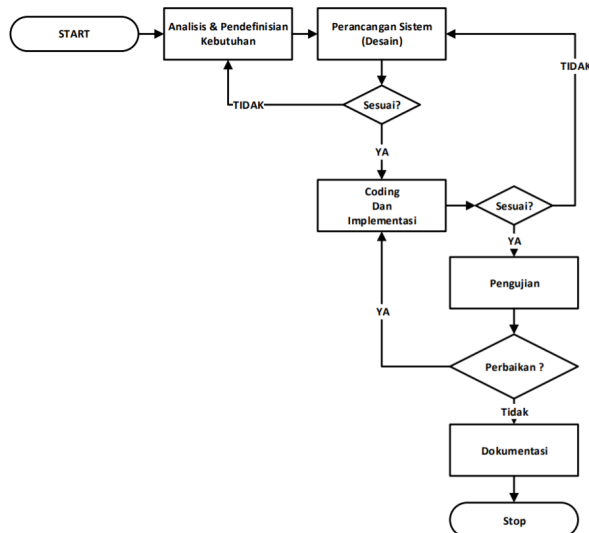 START
Analisis & Pendefinisian
Kebutuhan
Perancangan Sistem
(Desain)
TIDAK
TIDAK
Sesuai?
YA
Coding
Dan
Implementasi
Sesuai?
YA
Pengujian
YA
Perbaikan ?
Tidak
Dokumentasi
Stop